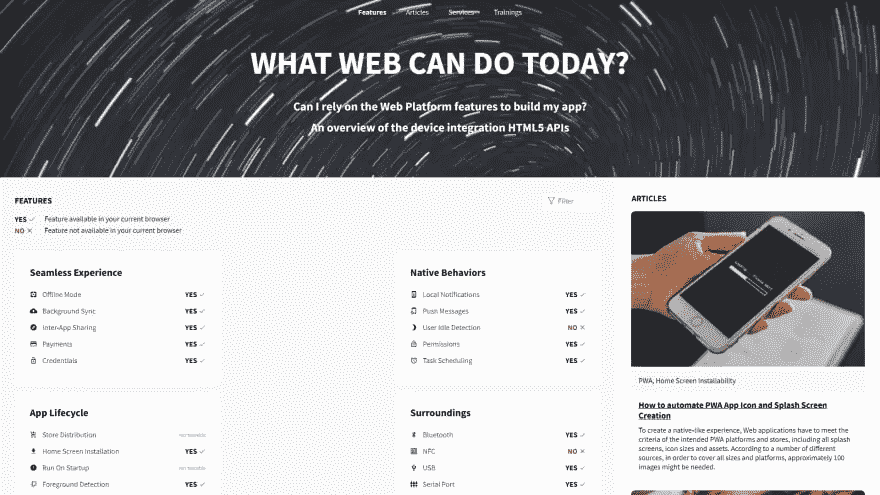 Features Articles Services Trainings
WHAT WEB CAN DO TODAY?
Can I rely on the Web Platform features to build my app?
An overview of the device integration HTML5 APIs
FEATURES
Filter
YES ✓ Feature available in your current browser
NO ✕ Feature not available in your current browser
Seamless Experience
Offline Mode YES ✓
Background Sync YES ✓
Inter-App Sharing YES ✓
Payments YES ✓
Credentials YES ✓
Native Behaviors
Local Notifications YES ✓
Push Messages YES ✓
User Idle Detection NO ✕
Permissions YES ✓
Task Scheduling YES ✓
App Lifecycle
Store Distribution
Home Screen Installation YES ✓
Run On Startup
Foreground Detection YES ✓
Surroundings
Bluetooth YES ✓
NFC NO ✕
USB YES ✓
Serial Port YES ✓
ARTICLES
PWA, Home Screen Installability
How to automate PWA App Icon and Splash Screen
Creation
To create a native-like experience, Web applications have to meet the
criteria of the intended PWA platforms and stores, including all splash
screens, icon sizes and assets. According to a number of different
sources, in order to cover all sizes and platforms, approximately 100
images might be needed.